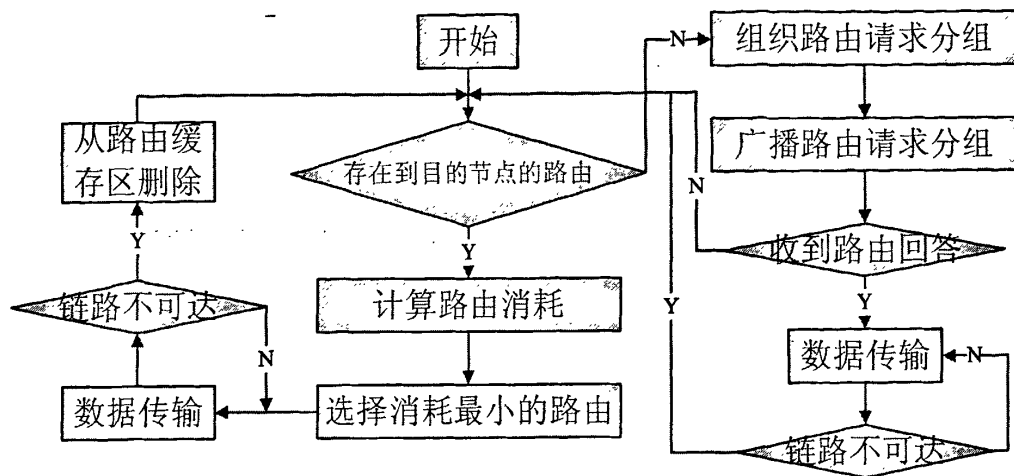 开始
N
组织路由请求分组
从路由缓
存区删除
存在到目的节点的路由
广播路由请求分组
N
Y
Y
收到路由回答
链路不可达
计算路由消耗
Y
Y
N
数据传输
N
数据传输
选择消耗最小的路由
链路不可达